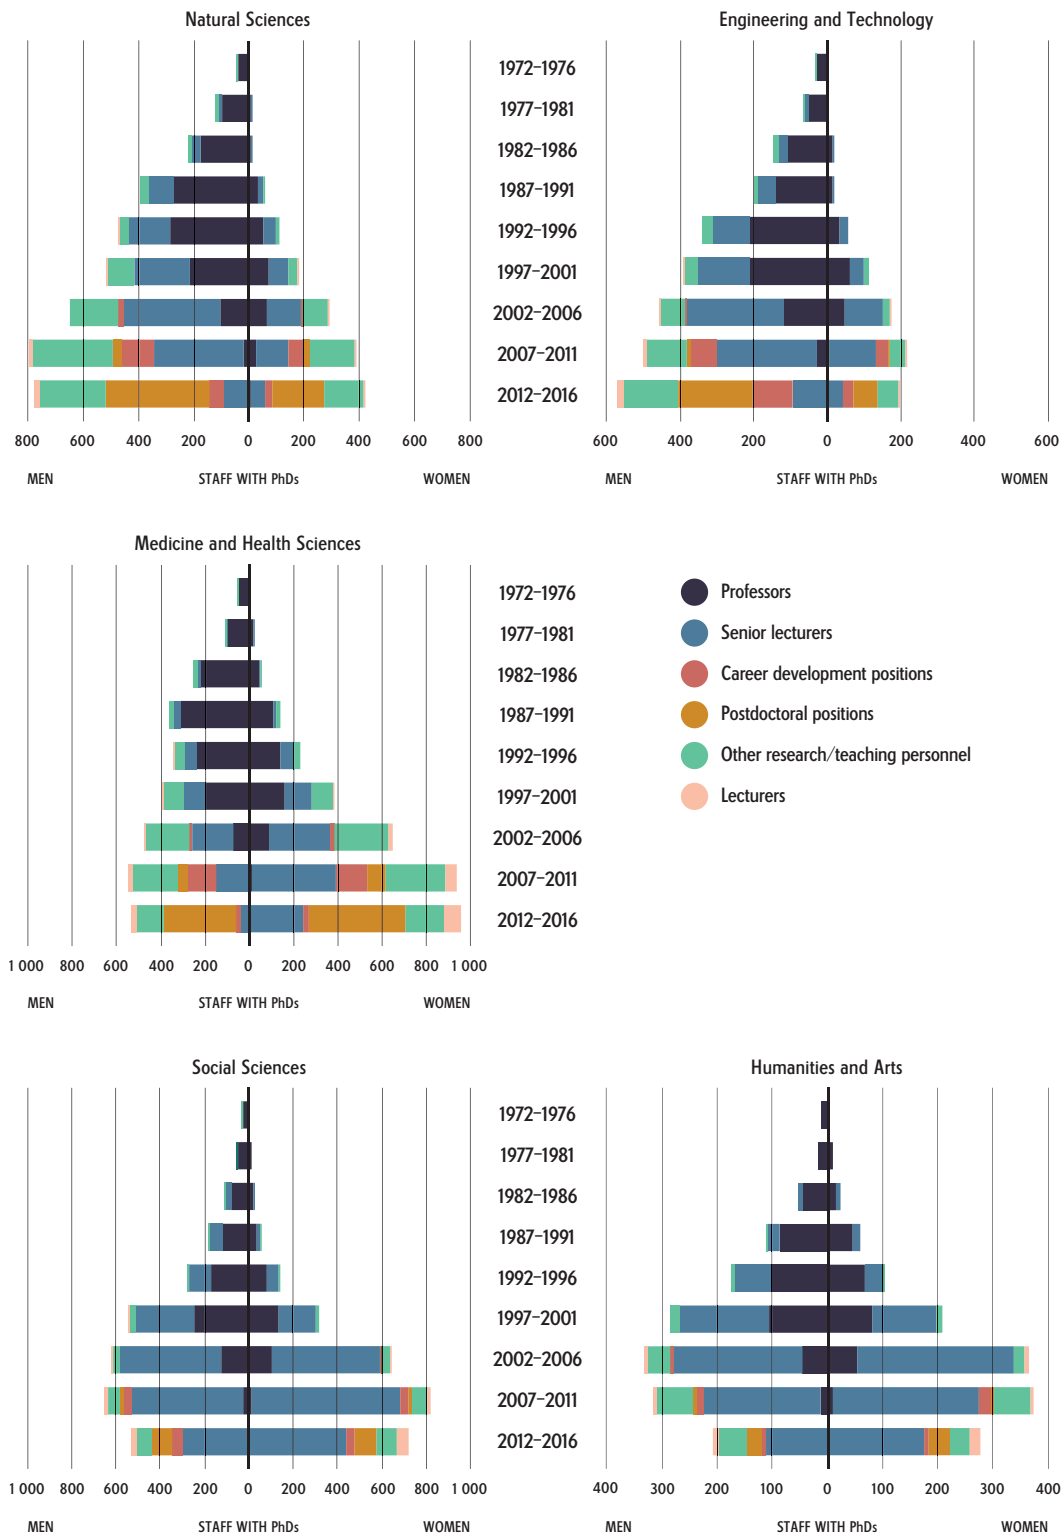 Natural Sciences
1972–1976
1977–1981
1982–1986
1987–1991
1992–1996
1997–2001
2002–2006
2007–2011
2012–2016
800 600 400 200 0 200 400 600 800
MEN STAFF WITH PhDs WOMEN
Engineering and Technology
600 400 200 0 200 400 600
MEN STAFF WITH PhDs WOMEN
Medicine and Health Sciences
1972–1976
1977–1981
1982–1986
1987–1991
1992–1996
1997–2001
2002–2006
2007–2011
2012–2016
1 000 800 600 400 200 0 200 400 600 800 1 000
MEN STAFF WITH PhDs WOMEN
Professors
Senior lecturers
Career development positions
Postdoctoral positions
Other research/teaching personnel
Lecturers
Social Sciences
1972–1976
1977–1981
1982–1986
1987–1991
1992–1996
1997–2001
2002–2006
2007–2011
2012–2016
1 000 800 600 400 200 0 200 400 600 800 1 000
MEN STAFF WITH PhDs WOMEN
Humanities and Arts
400 300 200 100 0 100 200 300 400
MEN STAFF WITH PhDs WOMEN